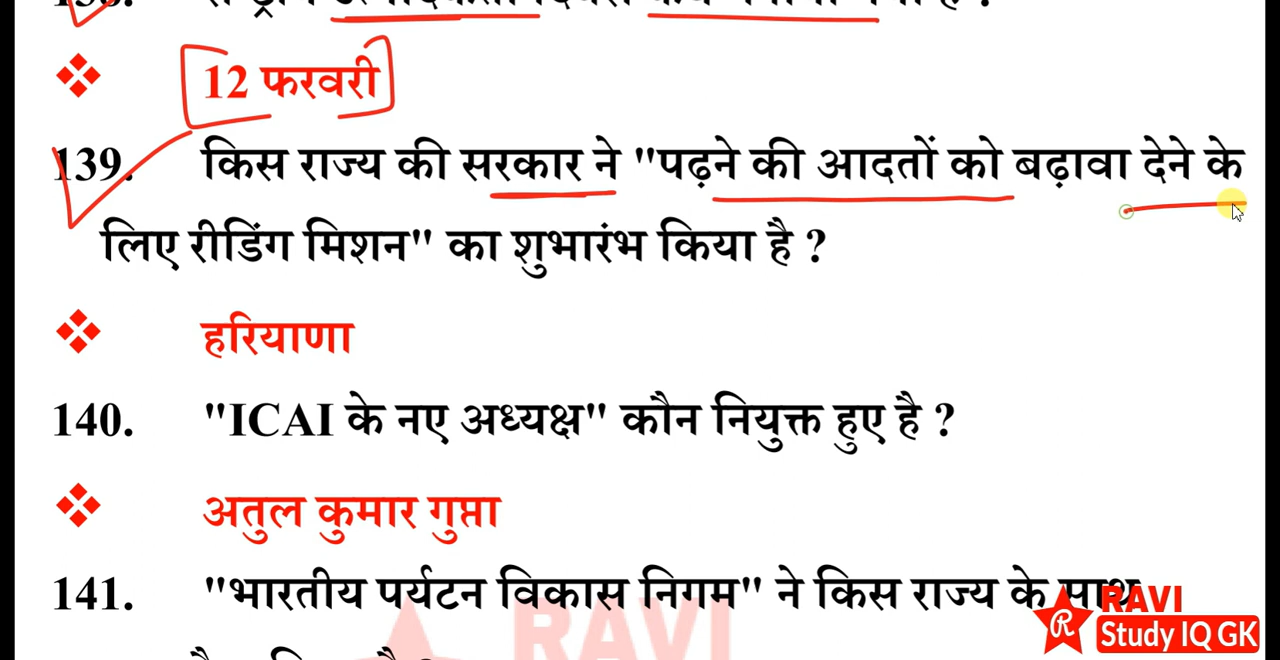 12 फरवरी
139. किस राज्य की सरकार ने "पढ़ने की आदतों को बढ़ावा देने के
लिए रीडिंग मिशन" का शुभारंभ किया है ?
हरियाणा
140. "ICAI के नए अध्यक्ष" कौन नियुक्त हुए है ?
अतुल कुमार गुप्ता
141. "भारतीय पर्यटन विकास निगम" ने किस राज्य के साथ
RAVI
RAVI
Study IQ GK